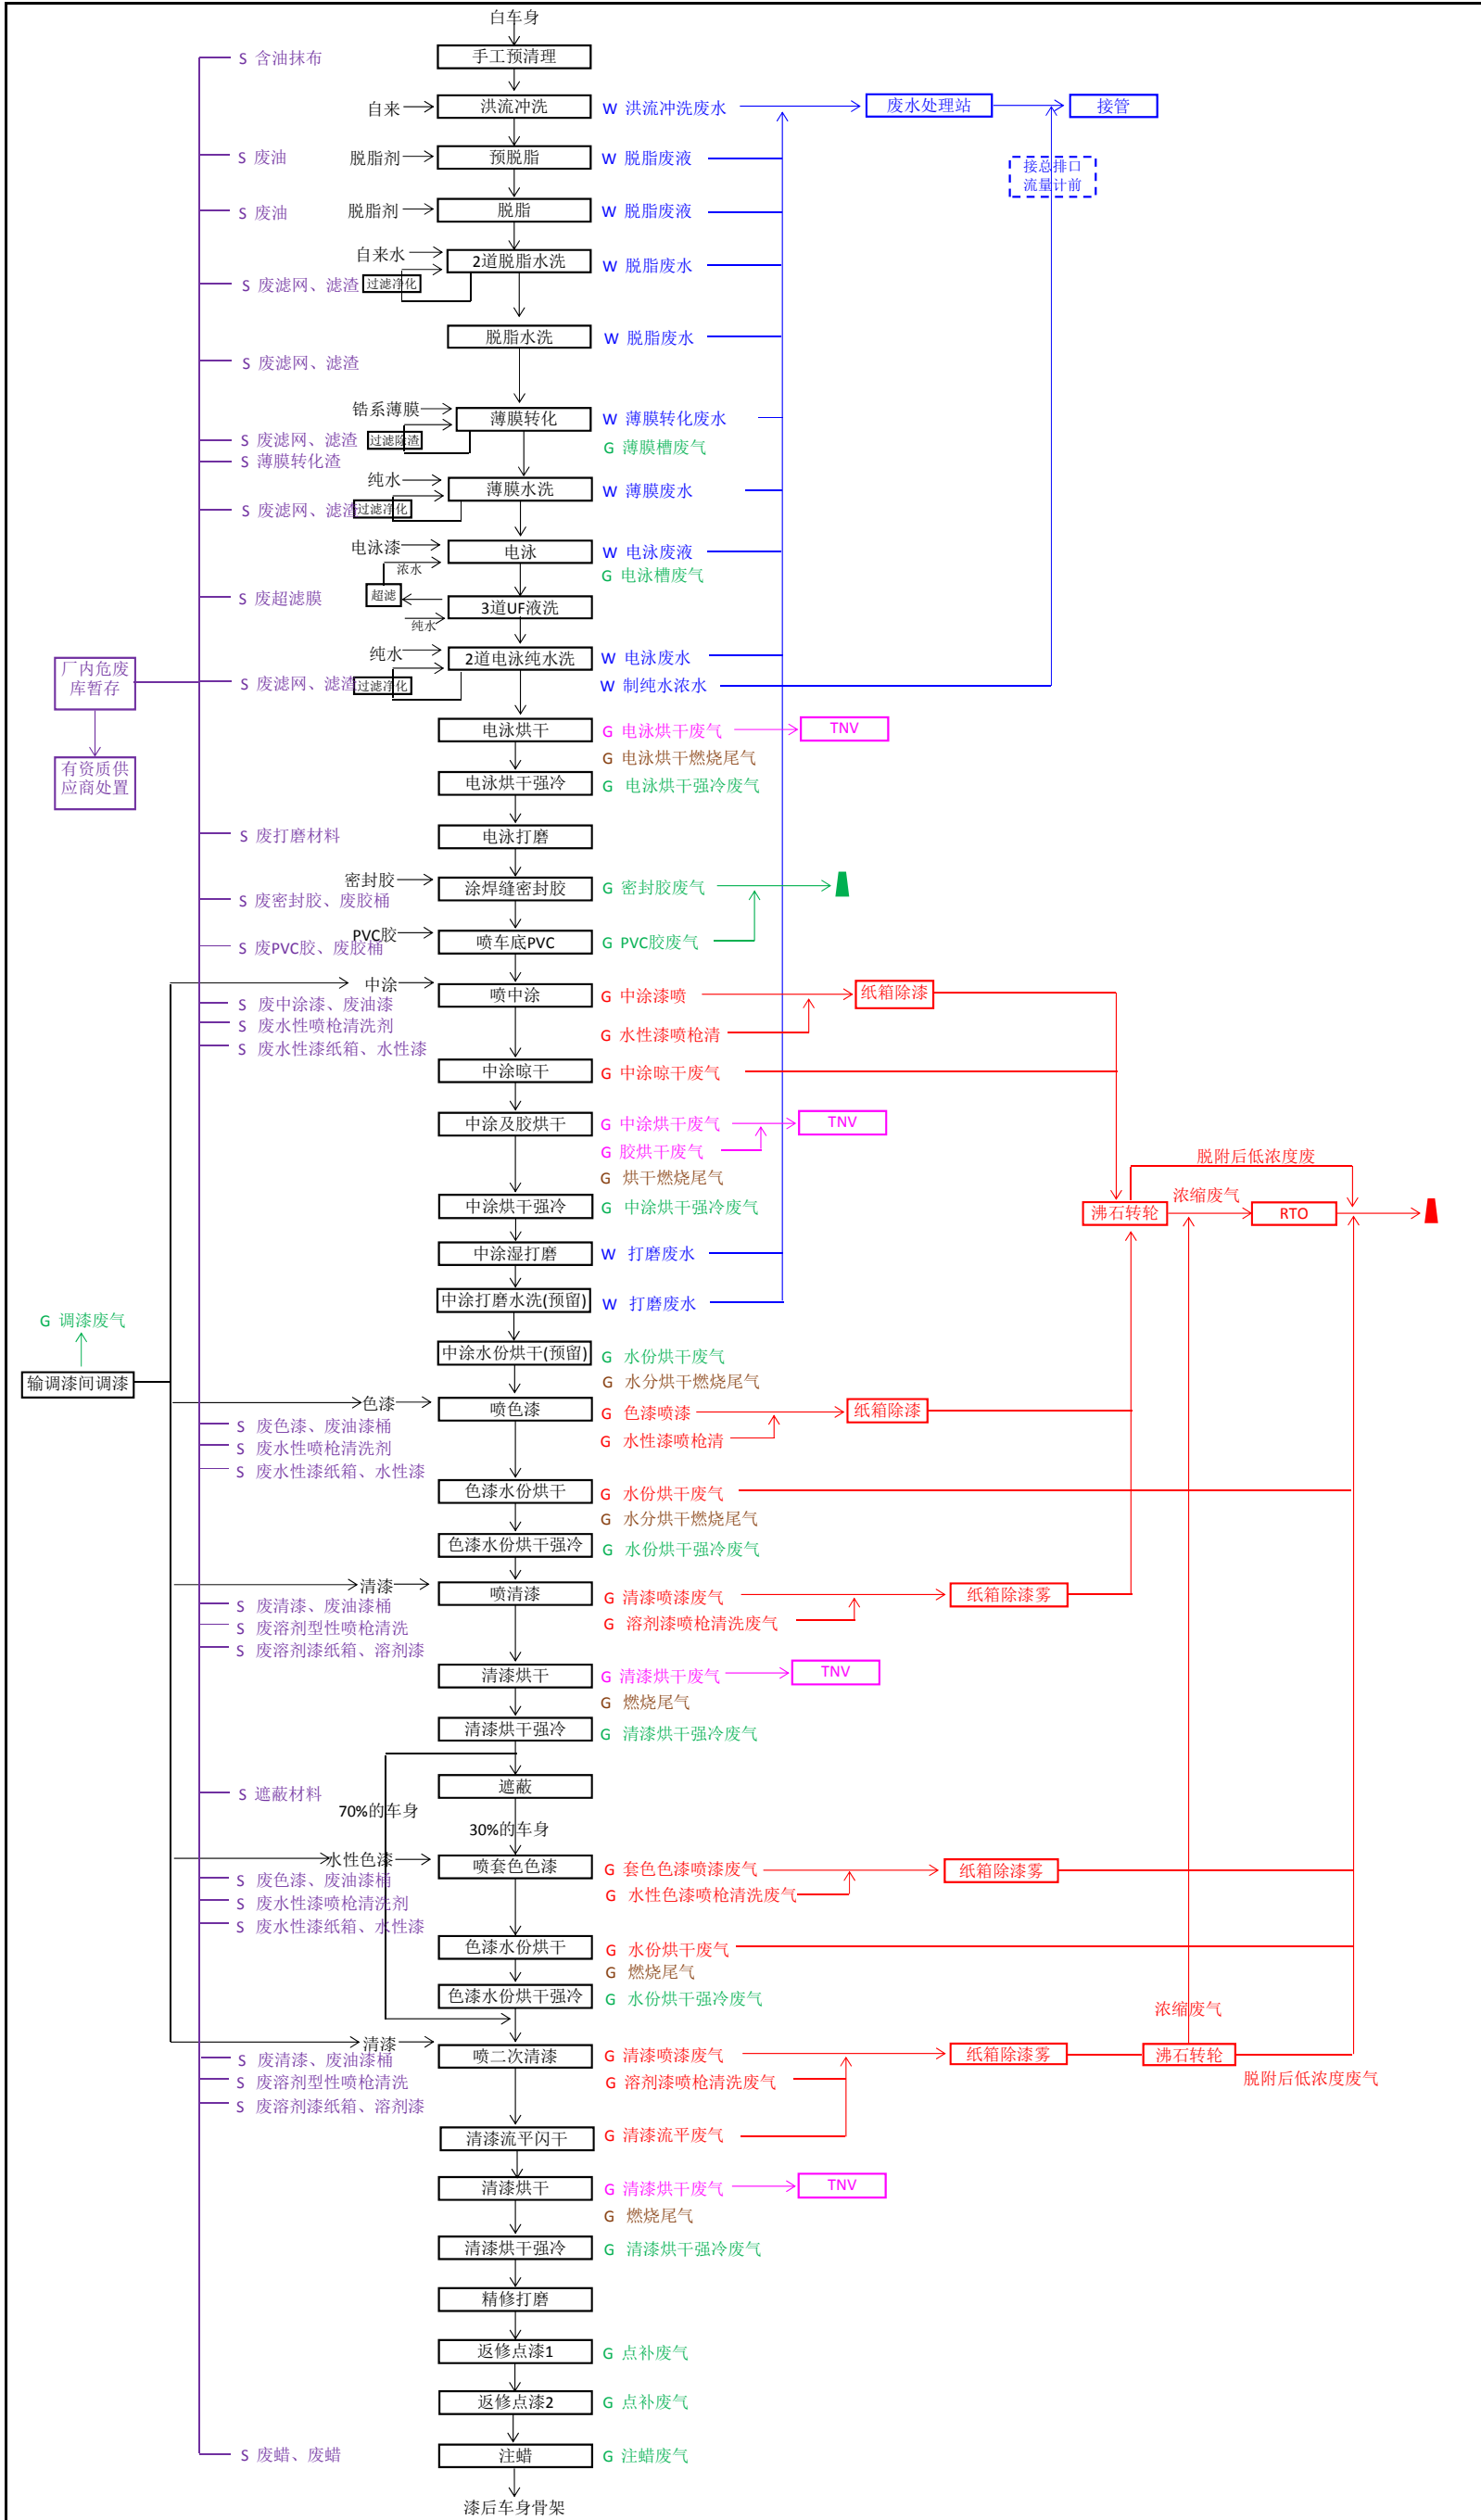 白车身
S 含油抹布
手工预清理
自来
洪流冲洗
W 洪流冲洗废水
废水处理站
接管
S 废油
脱脂剂
预脱脂
W 脱脂废液
接总排口
流量计前
S 废油
脱脂剂
脱脂
W 脱脂废液
自来水
2道脱脂水洗
W 脱脂废水
S 废滤网、滤渣
过滤净化
脱脂水洗
W 脱脂废水
S 废滤网、滤渣
锆系薄膜
薄膜转化
W 薄膜转化废水
S 废滤网、滤渣
过滤除渣
G 薄膜槽废气
S 薄膜转化渣
纯水
薄膜水洗
W 薄膜废水
S 废滤网、滤渣
过滤净化
电泳漆
电泳
W 电泳废液
浓水
G 电泳槽废气
S 废超滤膜
超滤
3道UF液洗
纯水
纯水
2道电泳纯水洗
W 电泳废水
厂内危废
库暂存
S 废滤网、滤渣
过滤净化
W 制纯水浓水
电泳烘干
G 电泳烘干废气
TNV
G 电泳烘干燃烧尾气
有资质供
应商处置
电泳烘干强冷
G 电泳烘干强冷废气
S 废打磨材料
电泳打磨
密封胶
涂焊缝密封胶
G 密封胶废气
S 废密封胶、废胶桶
PVC胶
喷车底PVC
G PVC胶废气
S 废PVC胶、废胶桶
中涂
喷中涂
G 中涂漆喷
纸箱除漆
S 废中涂漆、废油漆
S 废水性喷枪清洗剂
G 水性漆喷枪清
S 废水性漆纸箱、水性漆
中涂晾干
G 中涂晾干废气
中涂及胶烘干
G 中涂烘干废气
TNV
G 胶烘干废气
脱附后低浓度废
G 烘干燃烧尾气
浓缩废气
中涂烘干强冷
G 中涂烘干强冷废气
沸石转轮
RTO
中涂湿打磨
W 打磨废水
中涂打磨水洗(预留)
W 打磨废水
G 调漆废气
中涂水份烘干(预留)
G 水份烘干废气
输调漆间调漆
G 水分烘干燃烧尾气
色漆
喷色漆
G 色漆喷漆
纸箱除漆
S 废色漆、废油漆桶
S 废水性喷枪清洗剂
G 水性漆喷枪清
S 废水性漆纸箱、水性漆
色漆水份烘干
G 水份烘干废气
G 水分烘干燃烧尾气
色漆水份烘干强冷
G 水份烘干强冷废气
清漆
喷清漆
G 清漆喷漆废气
纸箱除漆雾
S 废清漆、废油漆桶
S 废溶剂型性喷枪清洗
G 溶剂漆喷枪清洗废气
S 废溶剂漆纸箱、溶剂漆
清漆烘干
G 清漆烘干废气
TNV
G 燃烧尾气
清漆烘干强冷
G 清漆烘干强冷废气
S 遮蔽材料
遮蔽
70%的车身
30%的车身
水性色漆
喷套色色漆
G 套色色漆喷漆废气
纸箱除漆雾
S 废色漆、废油漆桶
G 水性色漆喷枪清洗废气
S 废水性漆喷枪清洗剂
S 废水性漆纸箱、水性漆
色漆水份烘干
G 水份烘干废气
G 燃烧尾气
色漆水份烘干强冷
G 水份烘干强冷废气
浓缩废气
清漆
喷二次清漆
G 清漆喷漆废气
纸箱除漆雾
沸石转轮
S 废清漆、废油漆桶
脱附后低浓度废气
S 废溶剂型性喷枪清洗
G 溶剂漆喷枪清洗废气
S 废溶剂漆纸箱、溶剂漆
清漆流平闪干
G 清漆流平废气
清漆烘干
G 清漆烘干废气
TNV
G 燃烧尾气
清漆烘干强冷
G 清漆烘干强冷废气
精修打磨
返修点漆1
G 点补废气
返修点漆2
G 点补废气
S 废蜡、废蜡
注蜡
G 注蜡废气
漆后车身骨架